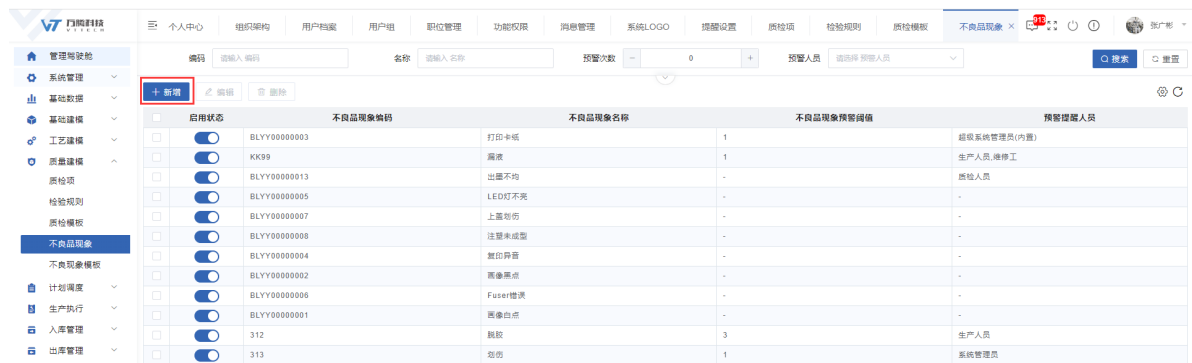 万腾科技
VTTECH
个人中心 组织架构 用户档案 用户组 职位管理 功能权限 消息管理 系统LOGO 提醒设置 质检项 检验规则 质检模板 不良品现象 × 913 张广彬
管理驾驶舱
系统管理
基础数据
基础建模
工艺建模
质量建模
质检项
检验规则
质检模板
不良品现象
不良现象模板
计划调度
生产执行
入库管理
出库管理
编码 请输入 编码 名称 请输入 名称 预警次数 - 0 + 预警人员 请选择 预警人员 搜索 重置
+ 新增 编辑 删除
启用状态 不良品现象编码 不良品现象名称 不良品现象预警阈值 预警提醒人员
BLYY00000003 打印卡纸 1 超级系统管理员(内置)
KK99 漏液 1 生产人员,维修工
BLYY00000013 出墨不均 - 质检人员
BLYY00000005 LED灯不亮 - -
BLYY00000007 上盖划伤 - -
BLYY00000008 注塑未成型 - -
BLYY00000004 复印异音 - -
BLYY00000002 画像黑点 - -
BLYY00000006 Fuser错误 - -
BLYY00000001 画像白点 - -
312 脱胶 3 生产人员
313 划伤 1 系统管理员